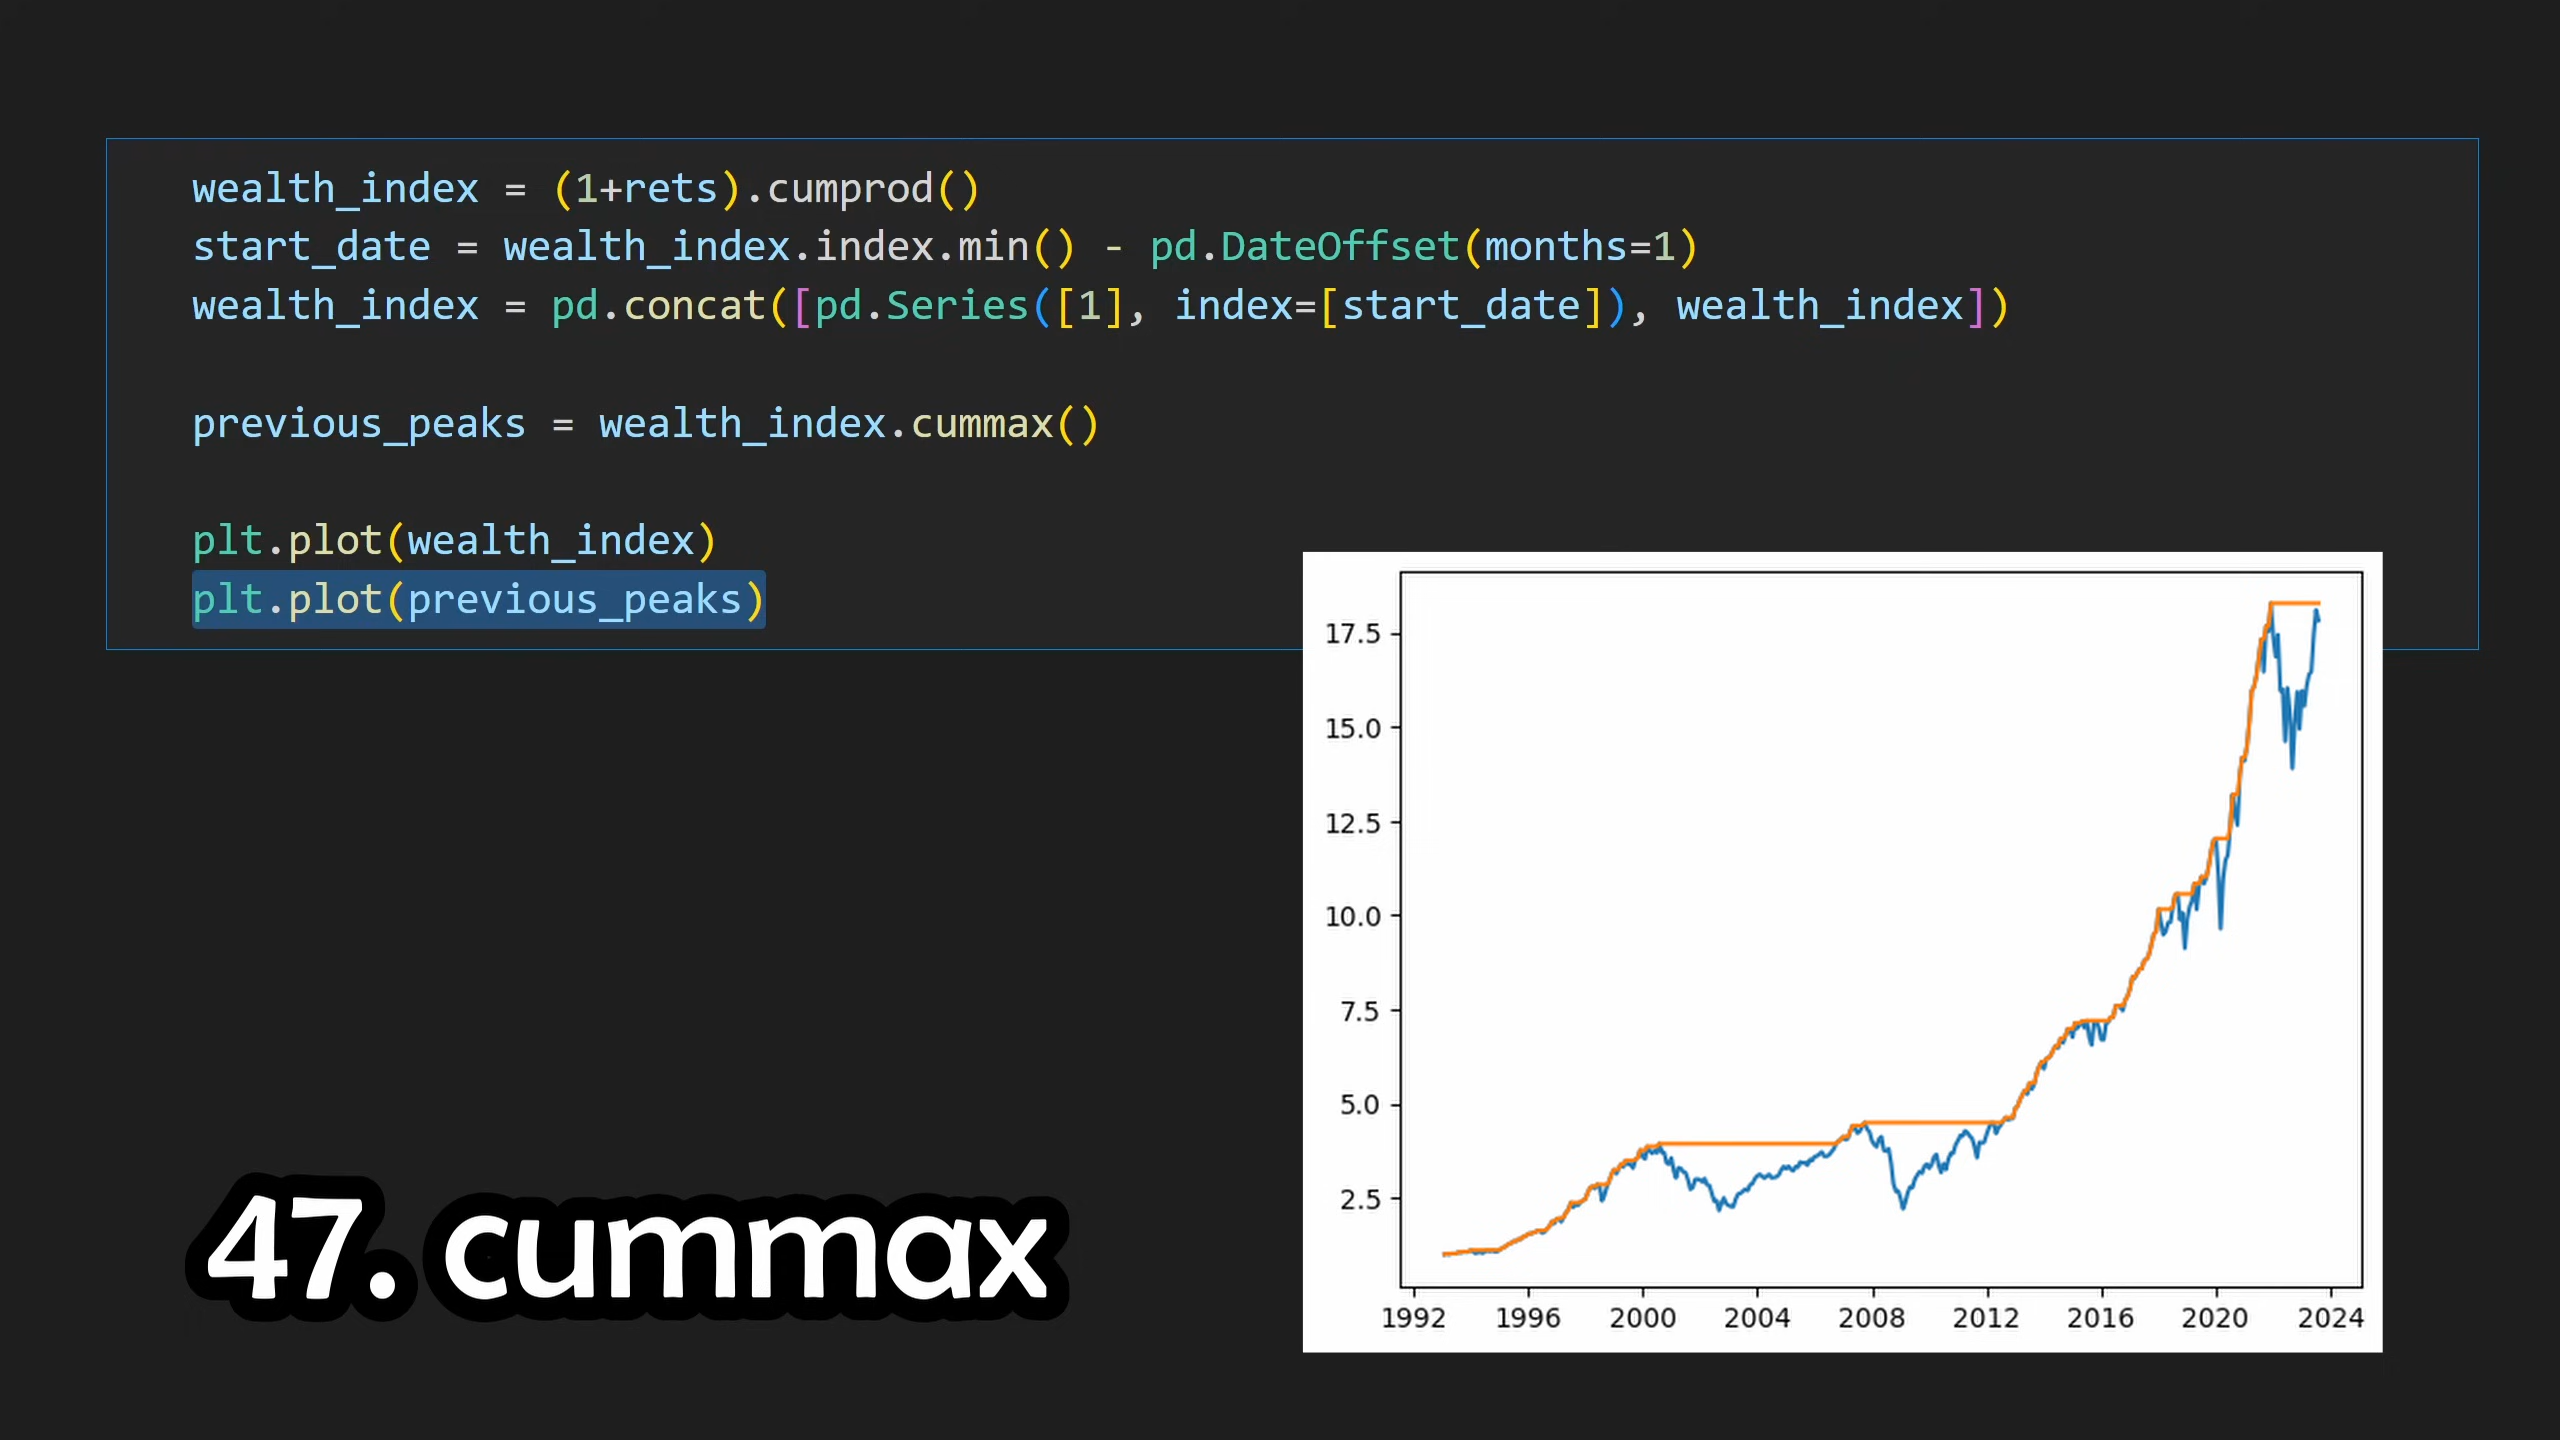 wealth_index = (1+rets).cumprod()
start_date = wealth_index.index.min() - pd.DateOffset(months=1)
wealth_index = pd.concat([pd.Series([1], index=[start_date]), wealth_index])
previous_peaks = wealth_index.cummax()
plt.plot(wealth_index)
plt.plot(previous_peaks)
17.5
15.0
12.5
10.0
7.5
5.0
2.5
1992 1996 2000 2004 2008 2012 2016 2020 2024
47. cummax